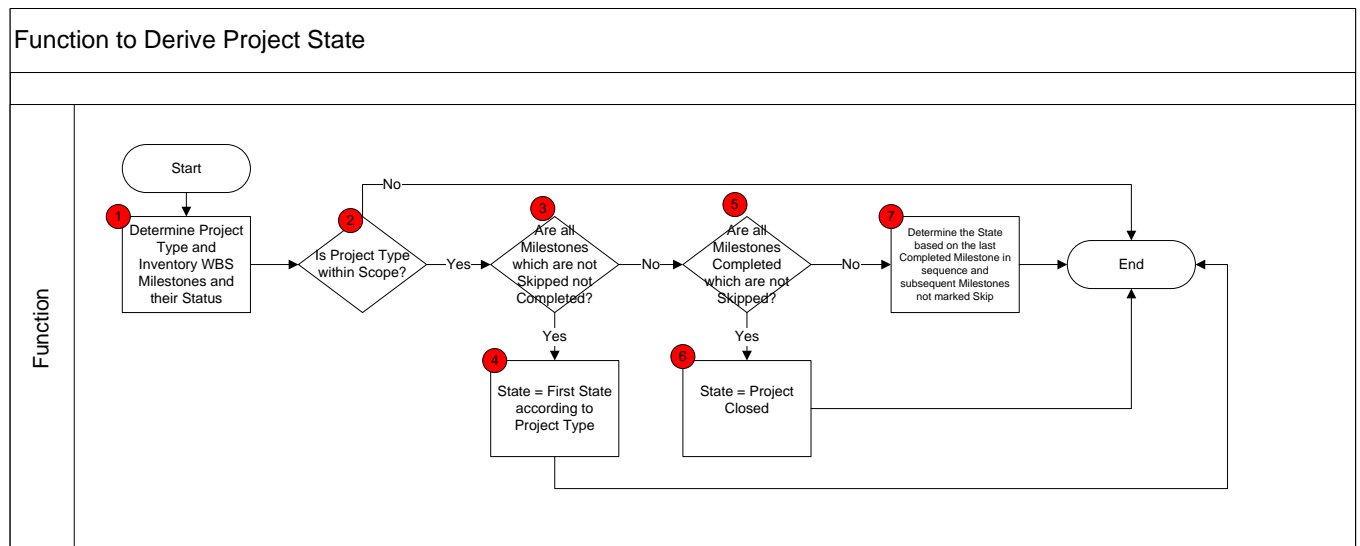 Function to Derive Project State
Function
Start
1
Determine Project
Type and
Inventory WBS
Milestones and
their Status
2
Is Project Type
within Scope?
No
Yes
3
Are all
Milestones
which are not
Skipped not
Completed?
No
Yes
4
State = First State
according to
Project Type
5
Are all
Milestones
Completed
which are not
Skipped?
No
Yes
6
State = Project
Closed
7
Determine the State
based on the last
Completed Milestone in
sequence and
subsequent Milestones
not marked Skip
End